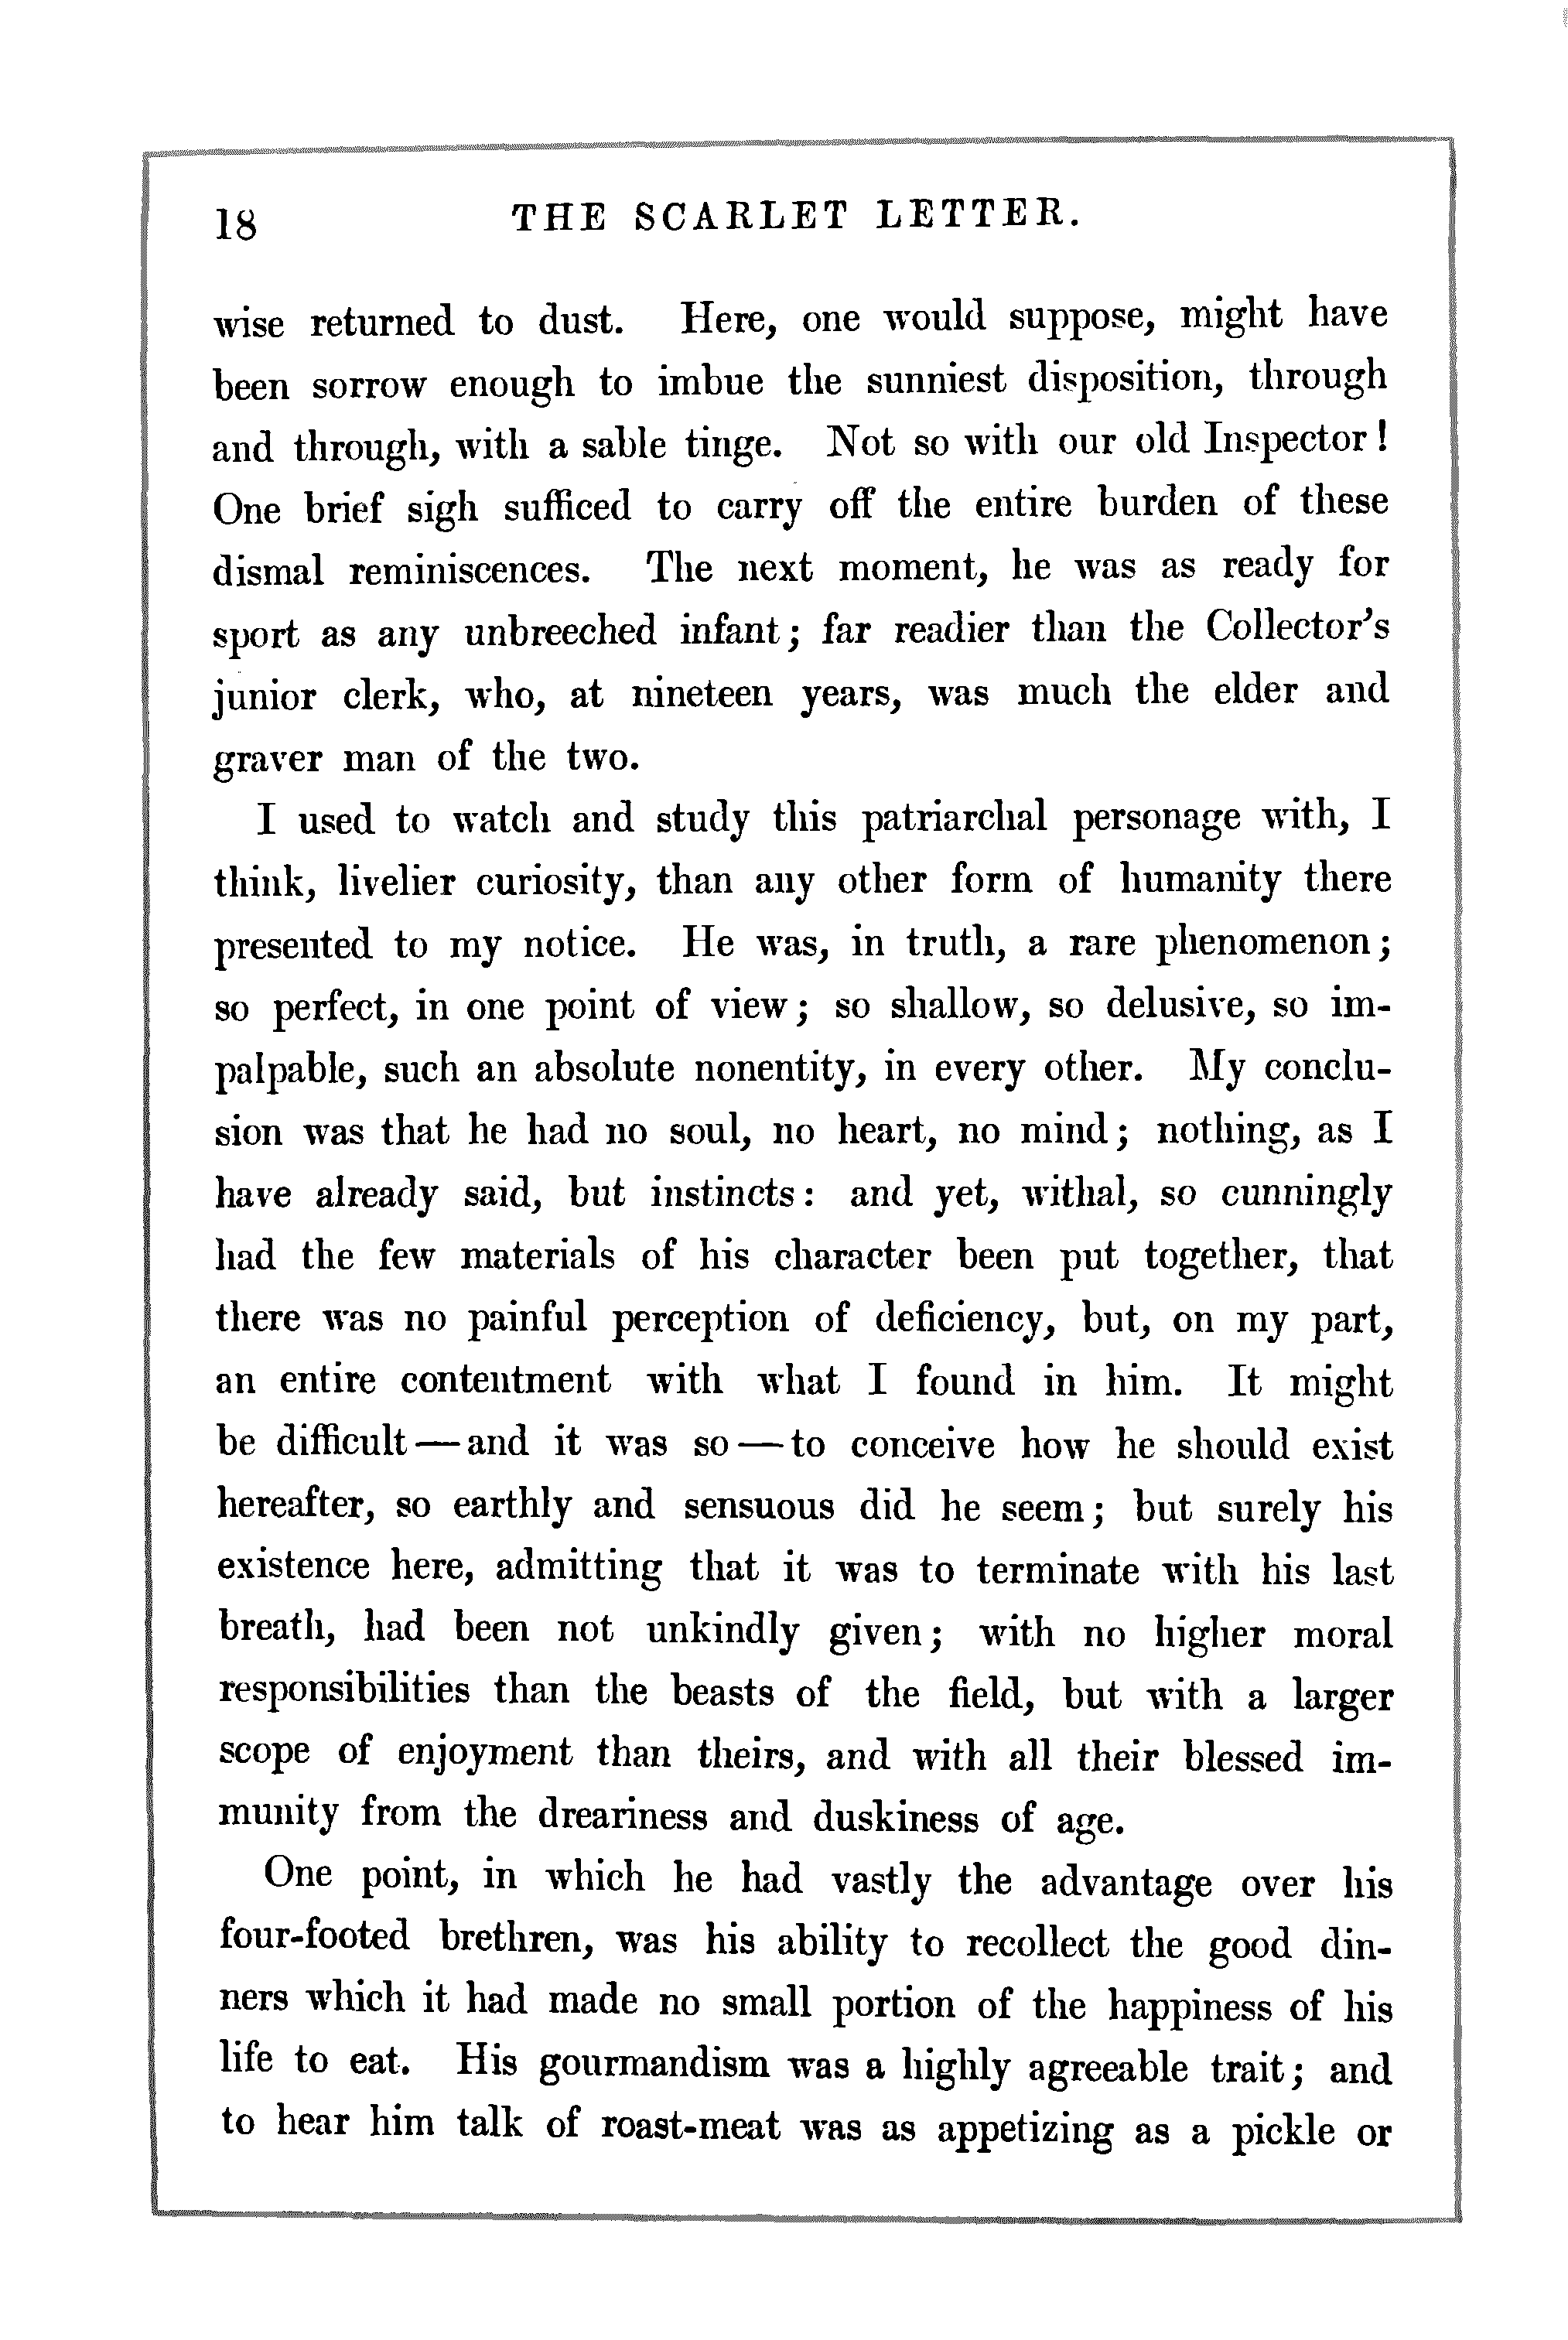 18 THE SCARLET LETTER.
wise returned to dust. Here, one would suppose, might have
been sorrow enough to imbue the sunniest disposition, through
and through, with a sable tinge. Not so with our old Inspector!
One brief sigh sufficed to carry off the entire burden of these
dismal reminiscences. The next moment, he was as ready for
sport as any unbreeched infant; far readier than the Collector's
junior clerk, who, at nineteen years, was much the elder and
graver man of the two.
I used to watch and study this patriarchal personage with, I
think, livelier curiosity, than any other form of humanity there
presented to my notice. He was, in truth, a rare phenomenon;
so perfect, in one point of view; so shallow, so delusive, so im-
palpable, such an absolute nonentity, in every other. My conclu-
sion was that he had no soul, no heart, no mind; nothing, as I
have already said, but instincts: and yet, withal, so cunningly
had the few materials of his character been put together, that
there was no painful perception of deficiency, but, on my part,
an entire contentment with what I found in him. It might
be difficult — and it was so — to conceive how he should exist
hereafter, so earthly and sensuous did he seem; but surely his
existence here, admitting that it was to terminate with his last
breath, had been not unkindly given; with no higher moral
responsibilities than the beasts of the field, but with a larger
scope of enjoyment than theirs, and with all their blessed im-
munity from the dreariness and duskiness of age.
One point, in which he had vastly the advantage over his
four-footed brethren, was his ability to recollect the good din-
ners which it had made no small portion of the happiness of his
life to eat. His gourmandism was a highly agreeable trait; and
to hear him talk of roast-meat was as appetizing as a pickle or